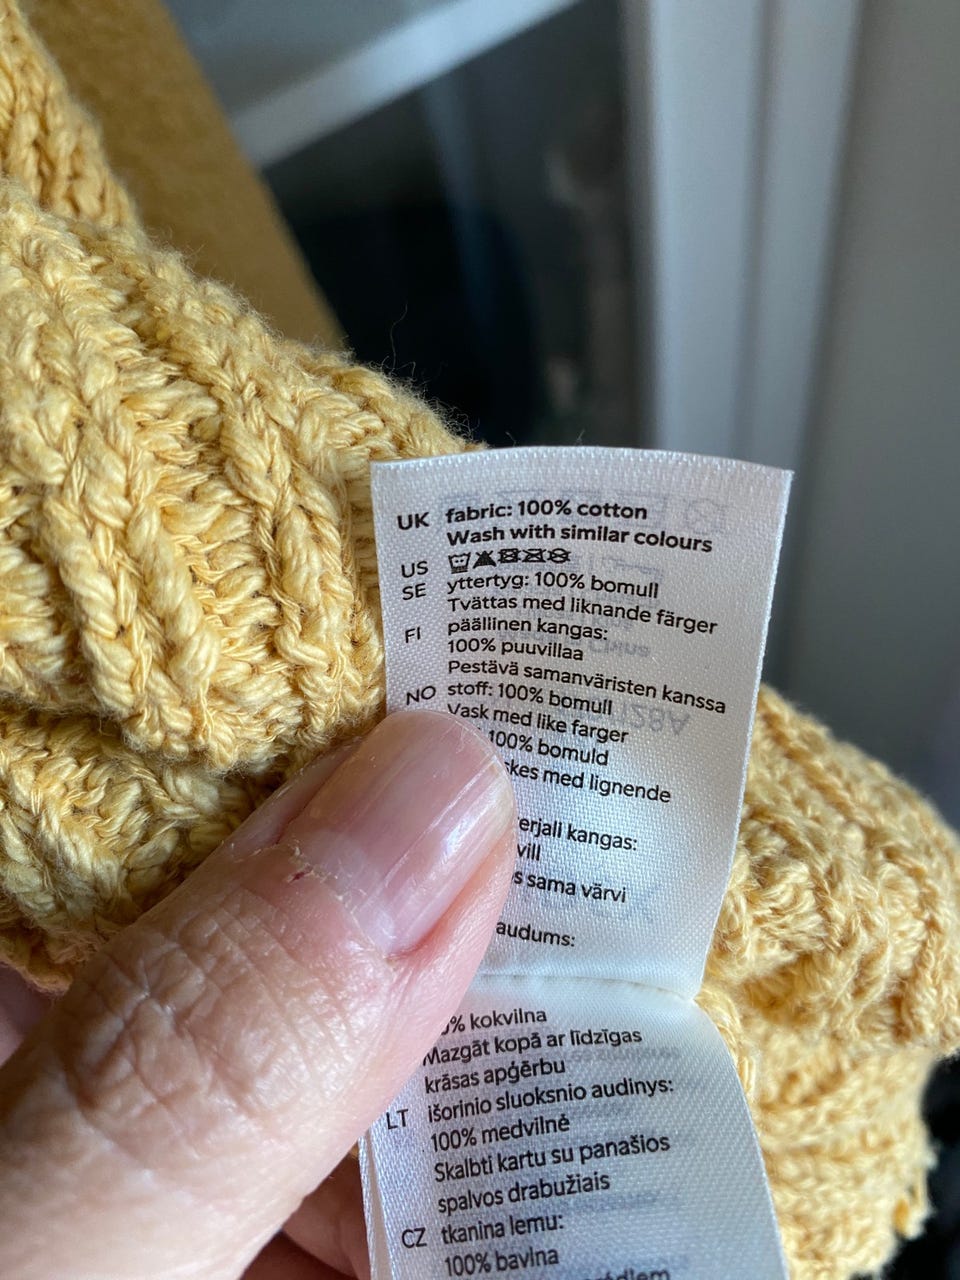 UK fabric: 100% cotton
Wash with similar colours
US
SE yttertyg: 100% bomull
Tvättas med liknande färger
FI päällinen kangas:
100% puuvillaa
Pestävä samanväristen kanssa
NO stoff: 100% bomull
Vask med like farger
100% bomuld
skes med lignende
erjali kangas:
vill
s sama värvi
audums:
% kokvilna
Mazgāt kopā ar līdzīgas
krāsas apģērbu
LT išorinio sluoksnio audinys:
100% medvilnė
Skalbti kartu su panašios
spalvos drabužiais
CZ tkanina lemu:
100% bavlna